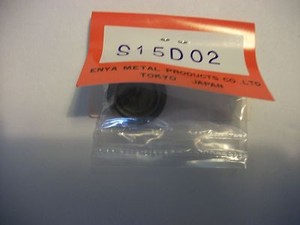 S15D02
ENYA METAL PRODUCTS CO., LTD.
TOKYO JAPAN